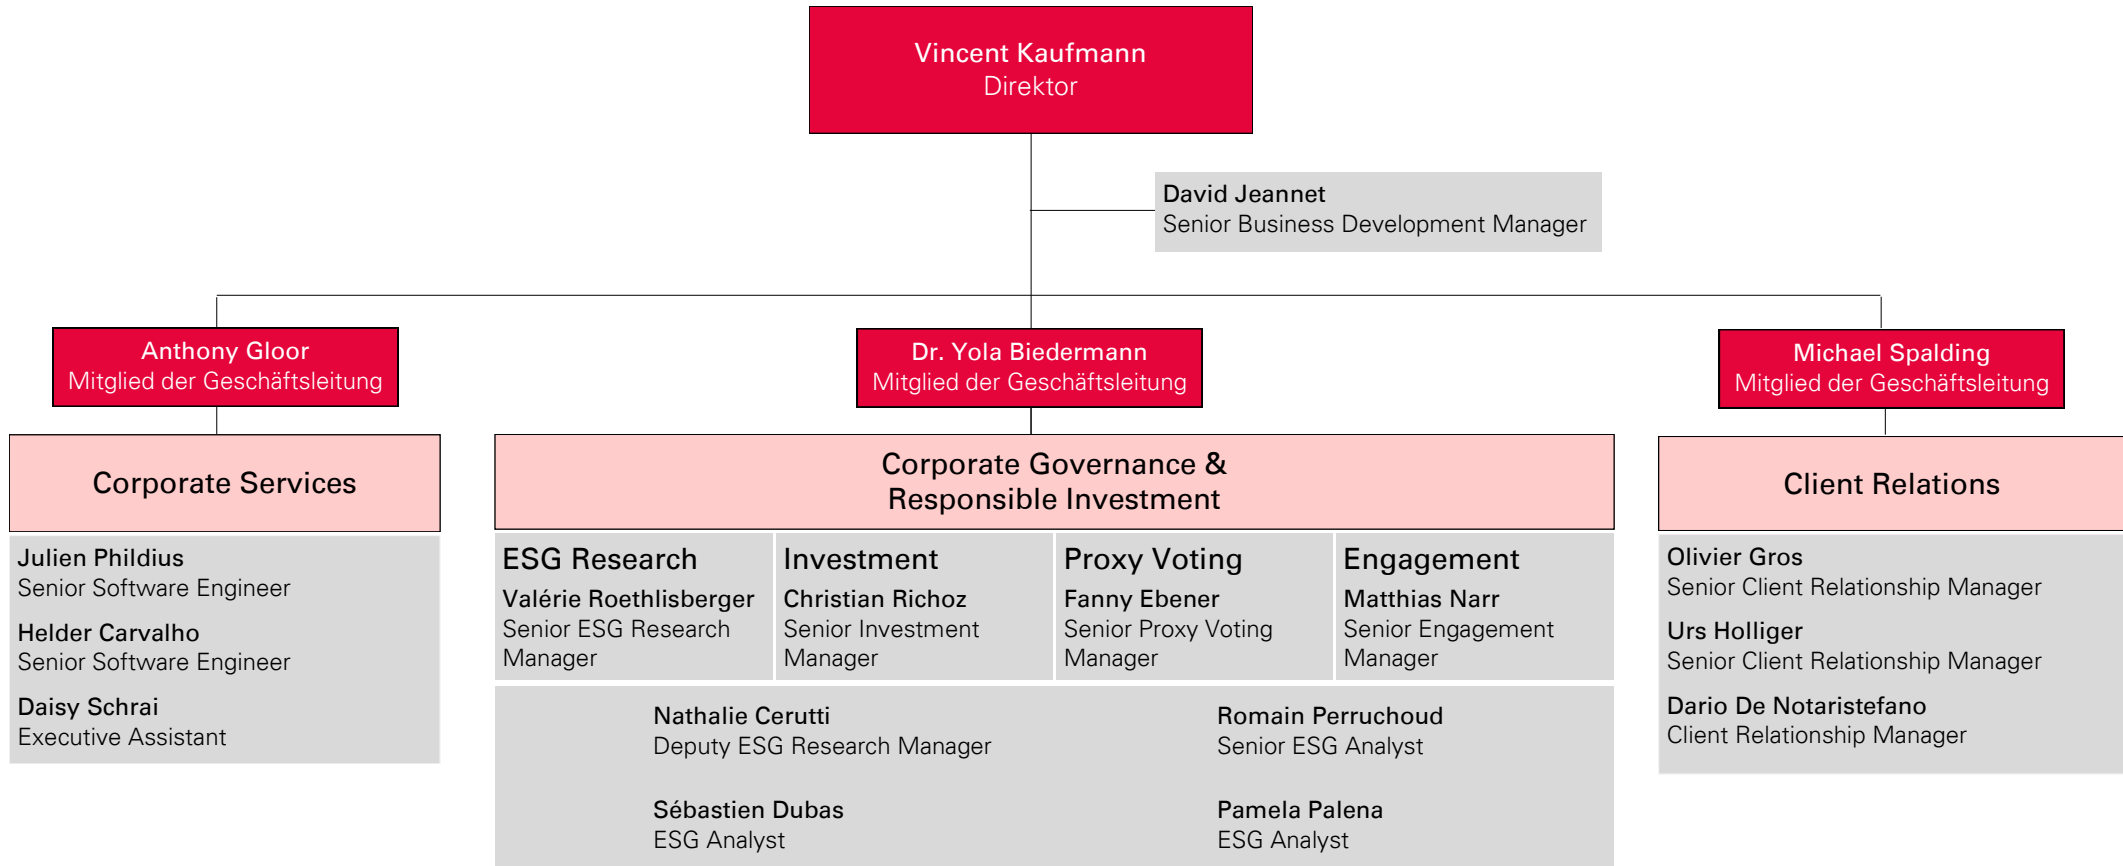 Vincent Kaufmann
Direktor
David Jeannet
Senior Business Development Manager
Anthony Gloor
Mitglied der Geschäftsleitung
Dr. Yola Biedermann
Mitglied der Geschäftsleitung
Michael Spalding
Mitglied der Geschäftsleitung
Corporate Services
Julien Phildius
Senior Software Engineer
Helder Carvalho
Senior Software Engineer
Daisy Schrai
Executive Assistant
Corporate Governance &
Responsible Investment
ESG Research
Valérie Roethlisberger
Senior ESG Research
Manager
Investment
Christian Richoz
Senior Investment
Manager
Proxy Voting
Fanny Ebener
Senior Proxy Voting
Manager
Engagement
Matthias Narr
Senior Engagement
Manager
Nathalie Cerutti
Deputy ESG Research Manager
Romain Perruchoud
Senior ESG Analyst
Sébastien Dubas
ESG Analyst
Pamela Palena
ESG Analyst
Client Relations
Olivier Gros
Senior Client Relationship Manager
Urs Holliger
Senior Client Relationship Manager
Dario De Notaristefano
Client Relationship Manager